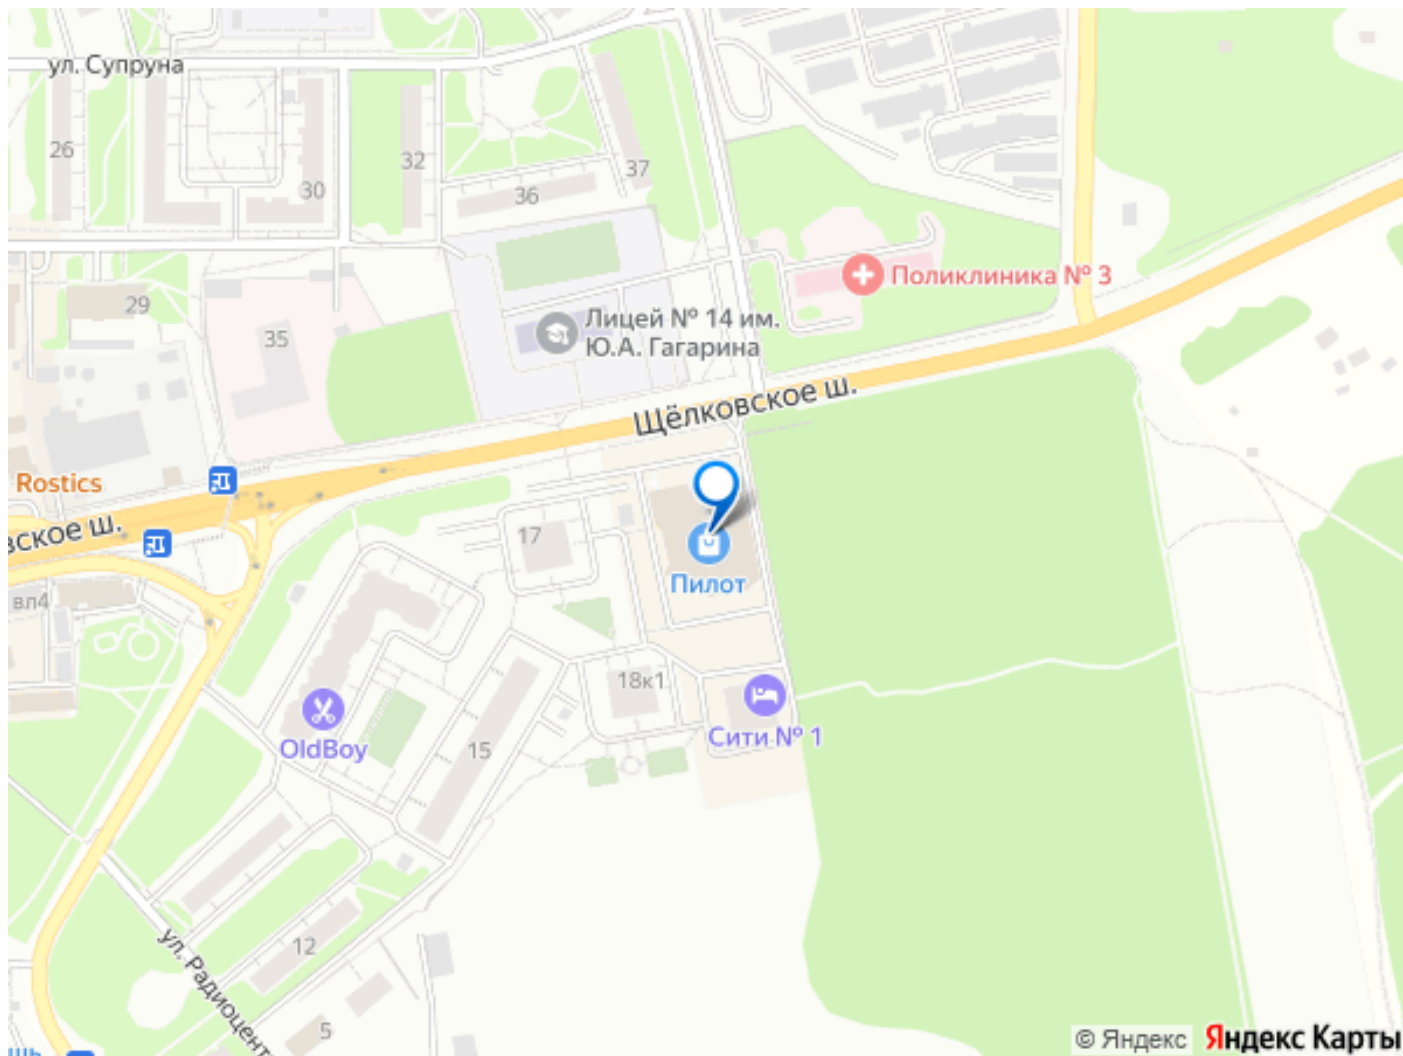 ул. Супруна
26
30
32
36
37
29
35
Поликлиника № 3
Лицей № 14 им.
Ю.А. Гагарина
Щёлковское ш.
Rostics
17
Пилот
вл4
18к1
Сити № 1
OldBoy
15
12
ул. Радиоцент
5
© Яндекс
Яндекс Карты